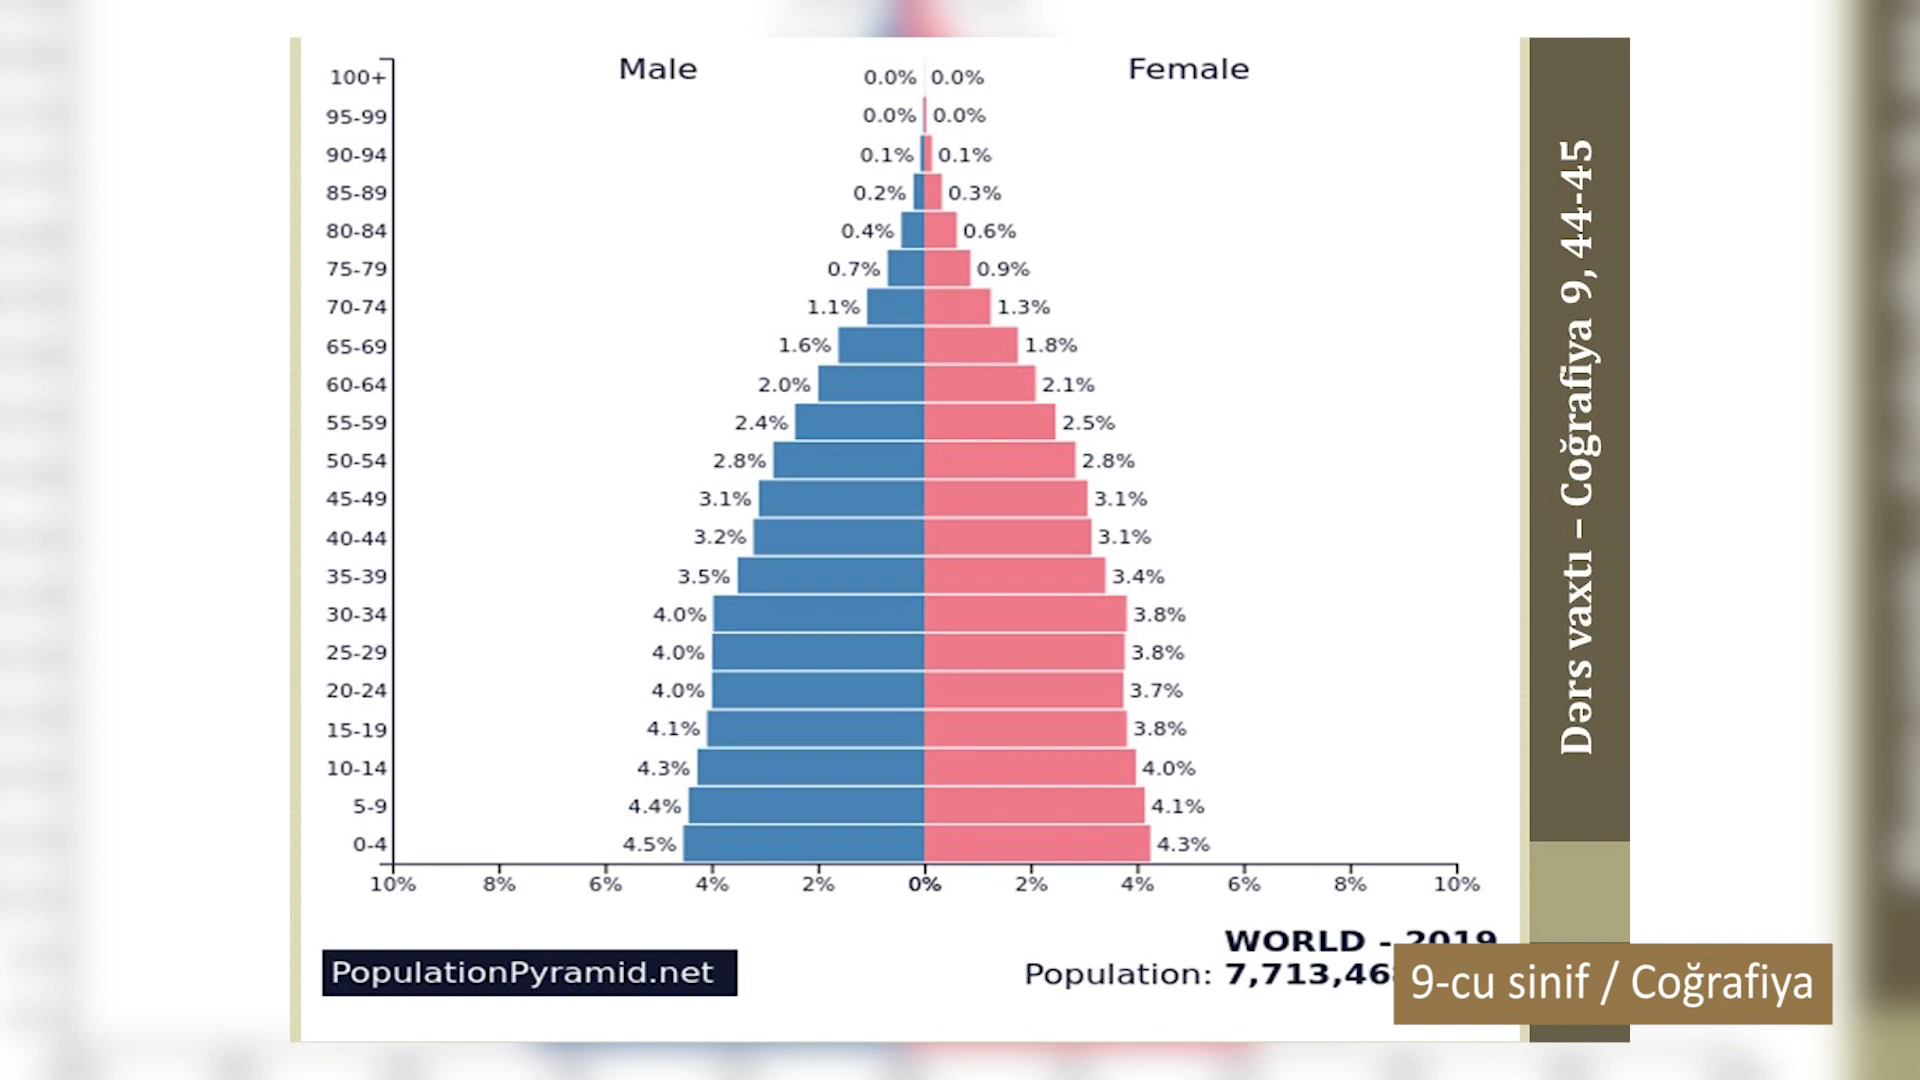 Male Female
100+ 0.0% 0.0%
95-99 0.0% 0.0%
90-94 0.1% 0.1%
85-89 0.2% 0.3%
80-84 0.4% 0.6%
75-79 0.7% 0.9%
70-74 1.1% 1.3%
65-69 1.6% 1.8%
60-64 2.0% 2.1%
55-59 2.4% 2.5%
50-54 2.8% 2.8%
45-49 3.1% 3.1%
40-44 3.2% 3.1%
35-39 3.5% 3.4%
30-34 4.0% 3.8%
25-29 4.0% 3.8%
20-24 4.0% 3.7%
15-19 4.1% 3.8%
10-14 4.3% 4.0%
5-9 4.4% 4.1%
0-4 4.5% 4.3%
10% 8% 6% 4% 2% 0% 2% 4% 6% 8% 10%
WORLD - 2019
PopulationPyramid.net
Population: 7,713,46
Dərs vaxtı – Coğrafiya 9, 44-45
9-cu sinif / Coğrafiya